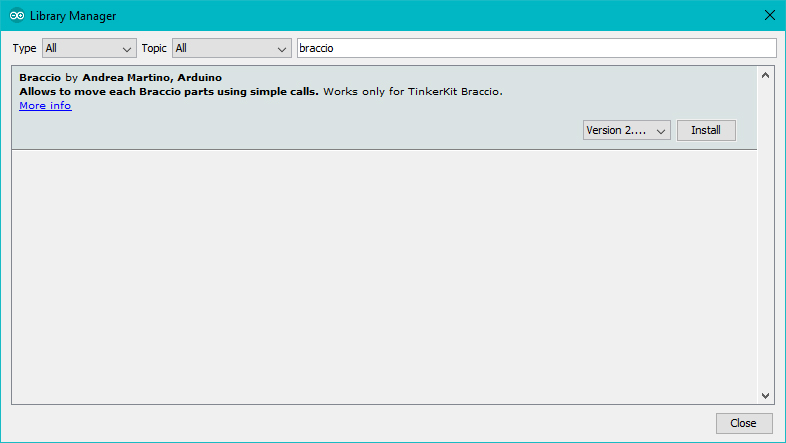 Library Manager
Type All Topic All braccio
Braccio by Andrea Martino, Arduino
Allows to move each Braccio parts using simple calls. Works only for TinkerKit Braccio.
More info
Version 2.... Install
Close